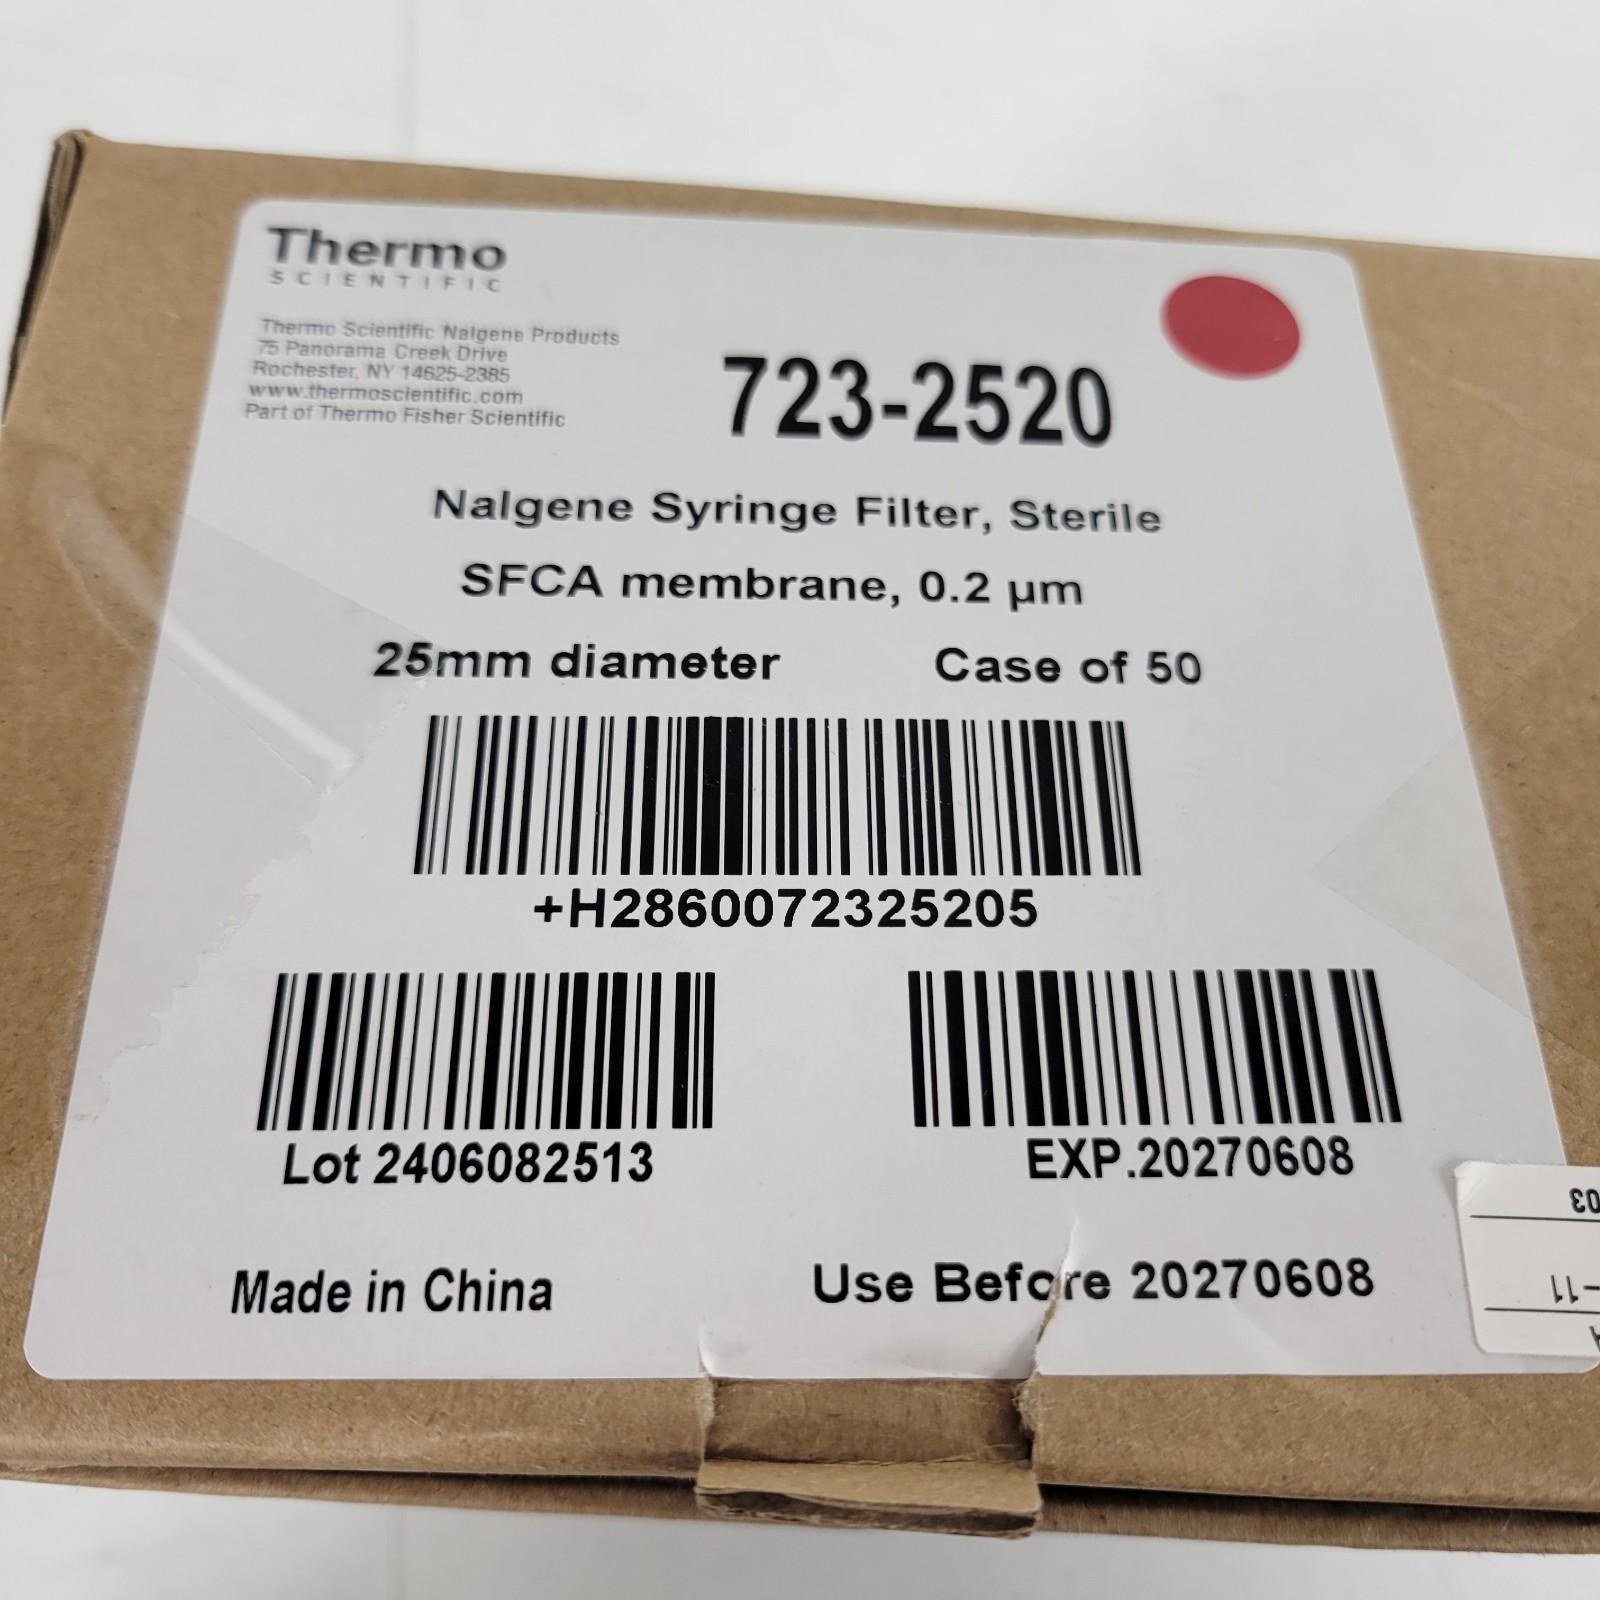 Thermo
SCIENTIFIC
Thermo Scientific Nalgene Products
75 Panorama Creek Drive
Rochester, NY 14625-2385
www.thermoscientific.com
Part of Thermo Fisher Scientific
723-2520
Nalgene Syringe Filter, Sterile
SFCA membrane, 0.2 µm
25mm diameter Case of 50
+H2860072325205
Lot 2406082513 EXP.20270608
Made in China Use Before 20270608
03
-11